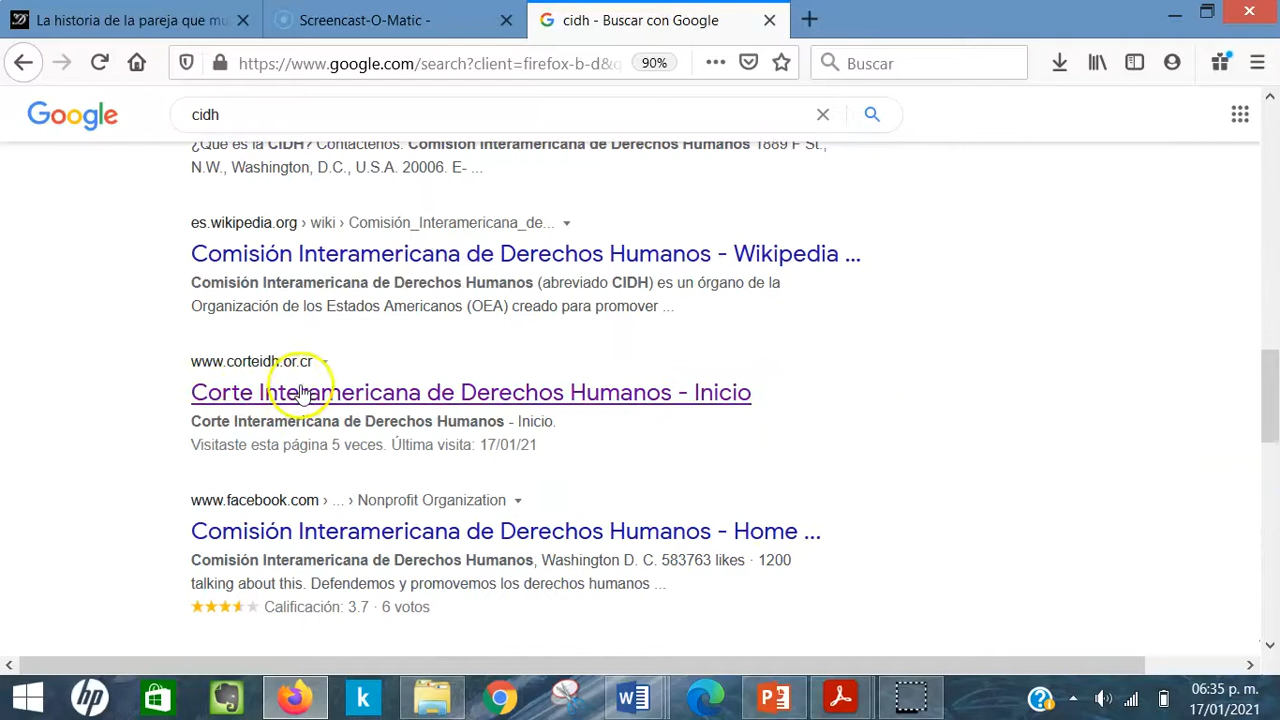 La historia de la pareja que mu
Screencast-O-Matic -
cidh - Buscar con Google
https://www.google.com/search?client=firefox-b-d&q
90%
Buscar
Google
cidh
¿Qué es la CIDH? Contáctenos. Comisión Interamericana de Derechos Humanos 1889 F St.,
N.W., Washington, D.C., U.S.A. 20006. E- ...
es.wikipedia.org › wiki › Comisión_Interamericana_de...
Comisión Interamericana de Derechos Humanos - Wikipedia ...
Comisión Interamericana de Derechos Humanos (abreviado CIDH) es un órgano de la
Organización de los Estados Americanos (OEA) creado para promover ...
www.corteidh.or.cr
Corte Interamericana de Derechos Humanos - Inicio
Corte Interamericana de Derechos Humanos - Inicio.
Visitaste esta página 5 veces. Última visita: 17/01/21
www.facebook.com › ... › Nonprofit Organization
Comisión Interamericana de Derechos Humanos - Home ...
Comisión Interamericana de Derechos Humanos, Washington D. C. 583763 likes · 1200
talking about this. Defendemos y promovemos los derechos humanos ...
Calificación: 3.7 · 6 votos
06:35 p. m.
17/01/2021